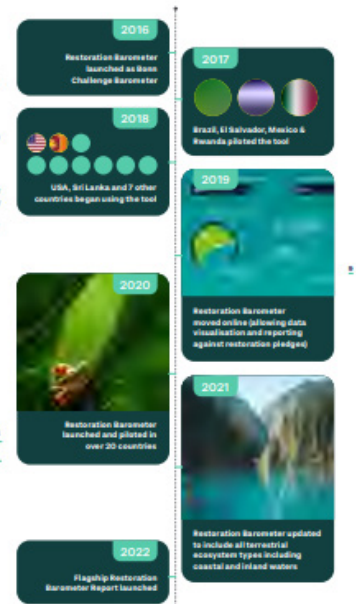 2016
Restoration Barometer
launched as Bonn
Challenge Barometer
2017
Brazil, El Salvador, Mexico &
Rwanda piloted the tool
2018
USA, Sri Lanka and 7 other
countries began using the tool
2019
Restoration Barometer
moved online (allowing data
visualisation and reporting
against restoration pledges)
2020
Restoration Barometer
launched and piloted in
over 20 countries
2021
Restoration Barometer updated
to include all terrestrial
ecosystem types including
coastal and inland waters
2022
Flagship Restoration
Barometer Report launched